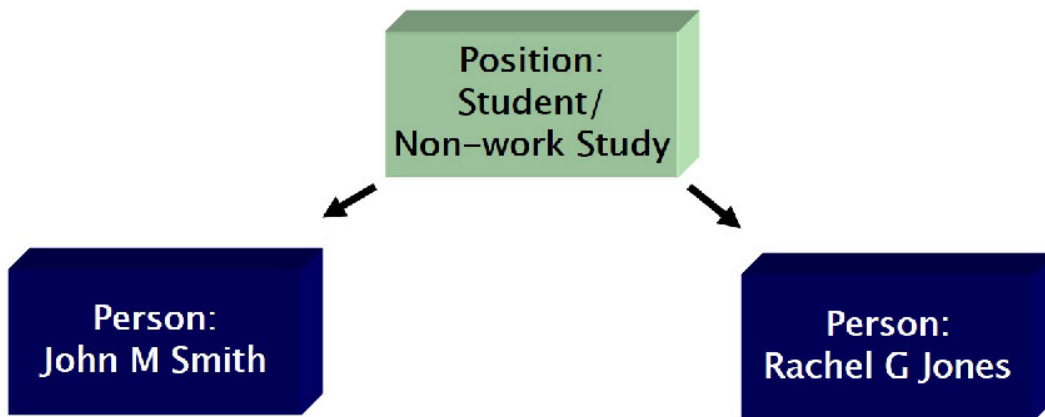 Position:
Student/
Non-work Study
Person:
John M Smith
Person:
Rachel G Jones